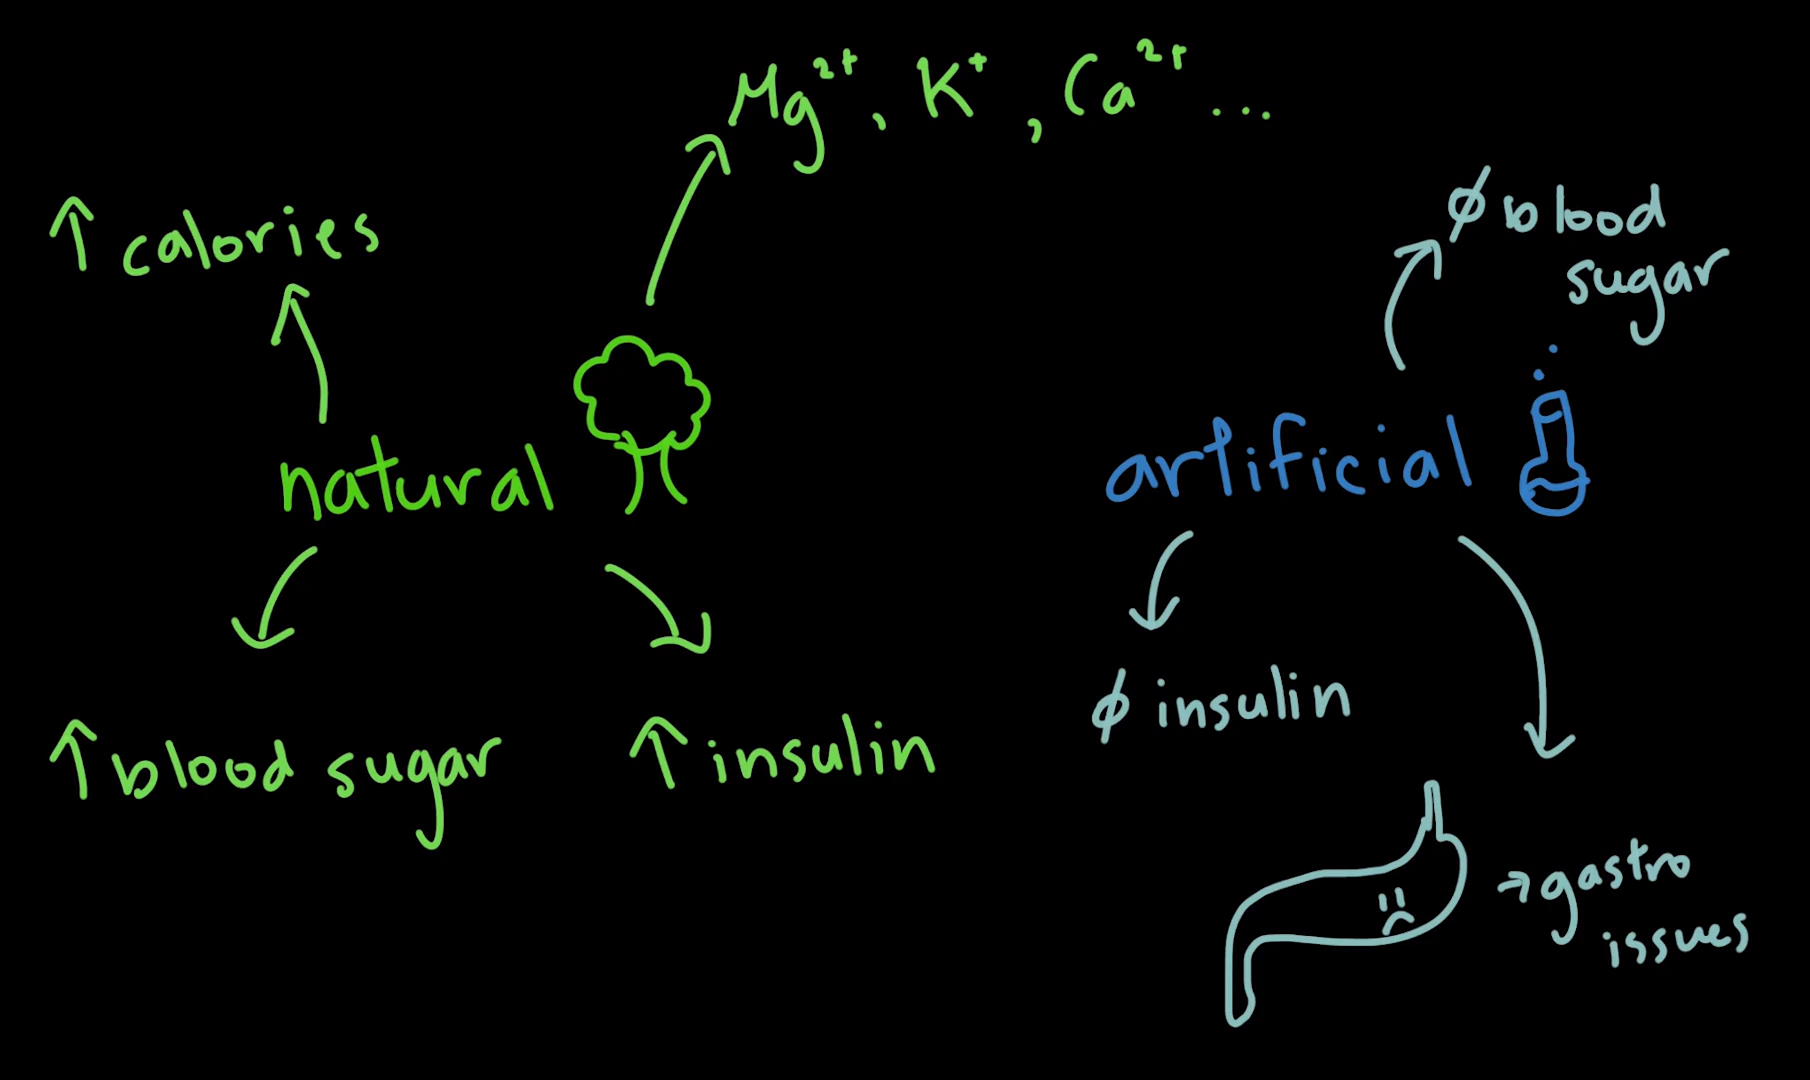 Mg²⁺, K⁺, Ca²⁺ ...
↑ calories
natural
↑ blood sugar
↑ insulin
∅ blood
sugar
artificial
∅ insulin
→ gastro
issues